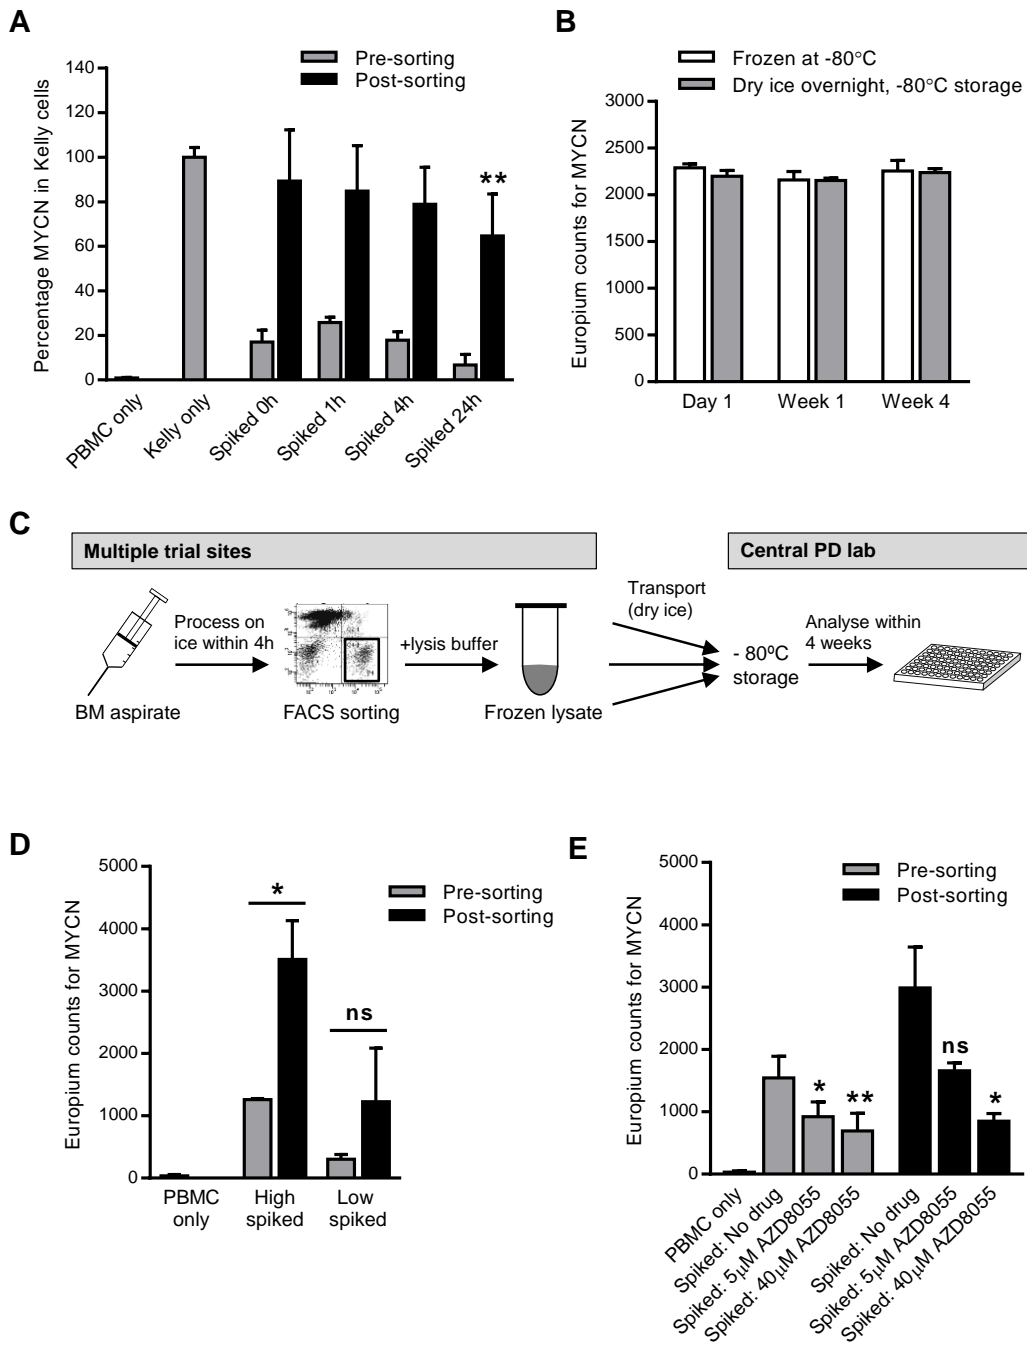 A
Pre-sorting
Post-sorting
Percentage MYCN in Kelly cells
140
120
100
80
60
40
20
0
**
PBMC only
Kelly only
Spiked 0h
Spiked 1h
Spiked 4h
Spiked 24h
B
Frozen at -80°C
Dry ice overnight, -80°C storage
Europium counts for MYCN
3000
2500
2000
1500
1000
500
0
Day 1
Week 1
Week 4
C
Multiple trial sites
Central PD lab
Process on
ice within 4h
+lysis buffer
Transport
(dry ice)
- 80ºC
storage
Analyse within
4 weeks
BM aspirate
FACS sorting
Frozen lysate
D
Pre-sorting
Post-sorting
Europium counts for MYCN
5000
4000
3000
2000
1000
0
*
ns
PBMC
only
High
spiked
Low
spiked
E
Pre-sorting
Post-sorting
Europium counts for MYCN
5000
4000
3000
2000
1000
0
*
**
ns
*
PBMC only
Spiked: No drug
Spiked: 5μM AZD8055
Spiked: 40μM AZD8055
Spiked: No drug
Spiked: 5μM AZD8055
Spiked: 40μM AZD8055